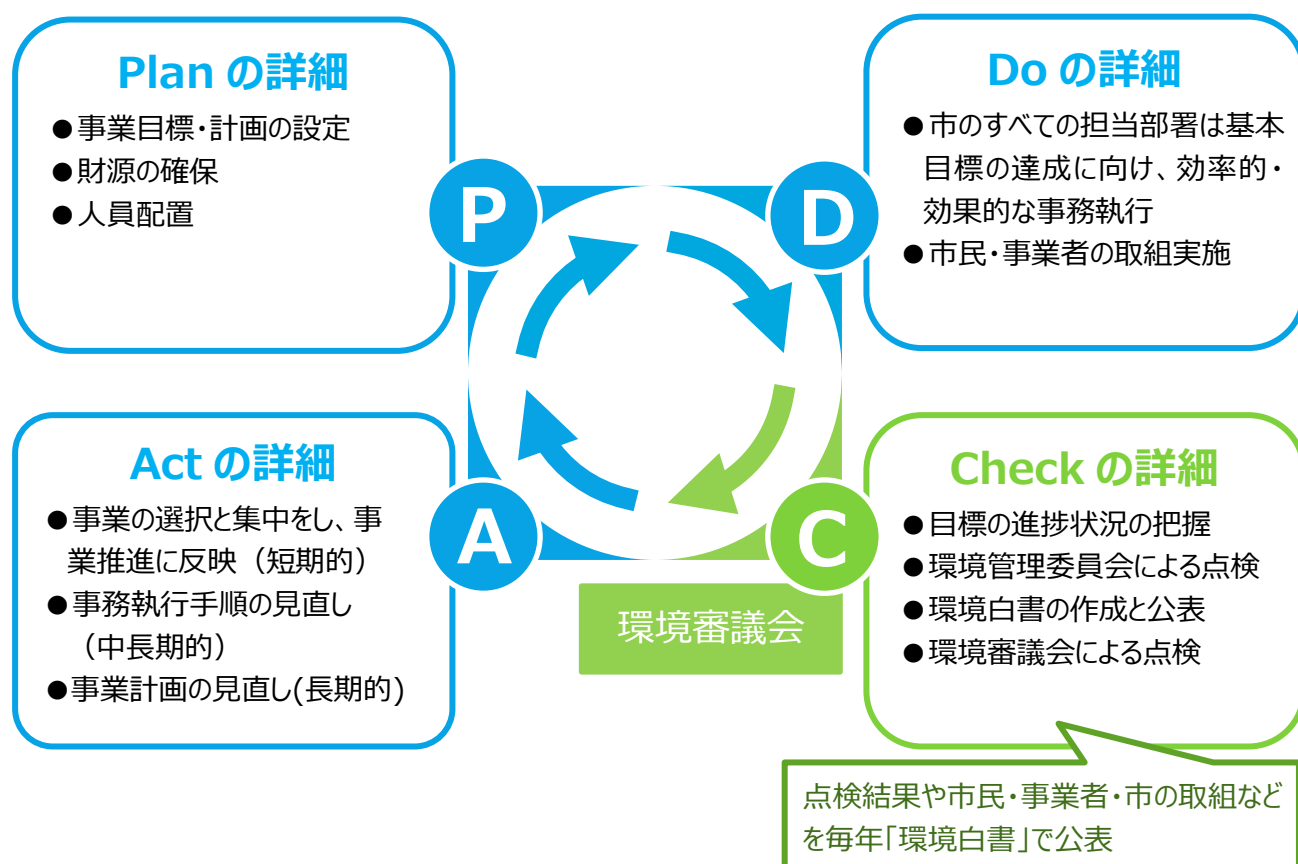 Plan の詳細
●事業目標・計画の設定
●財源の確保
●人員配置
Do の詳細
●市のすべての担当部署は基本
目標の達成に向け、効率的・
効果的な事務執行
●市民・事業者の取組実施
P
D
A
C
Act の詳細
●事業の選択と集中をし、事
業推進に反映（短期的）
●事務執行手順の見直し
（中長期的）
●事業計画の見直し(長期的)
環境審議会
Check の詳細
●目標の進捗状況の把握
●環境管理委員会による点検
●環境白書の作成と公表
●環境審議会による点検
点検結果や市民・事業者・市の取組など
を毎年「環境白書」で公表